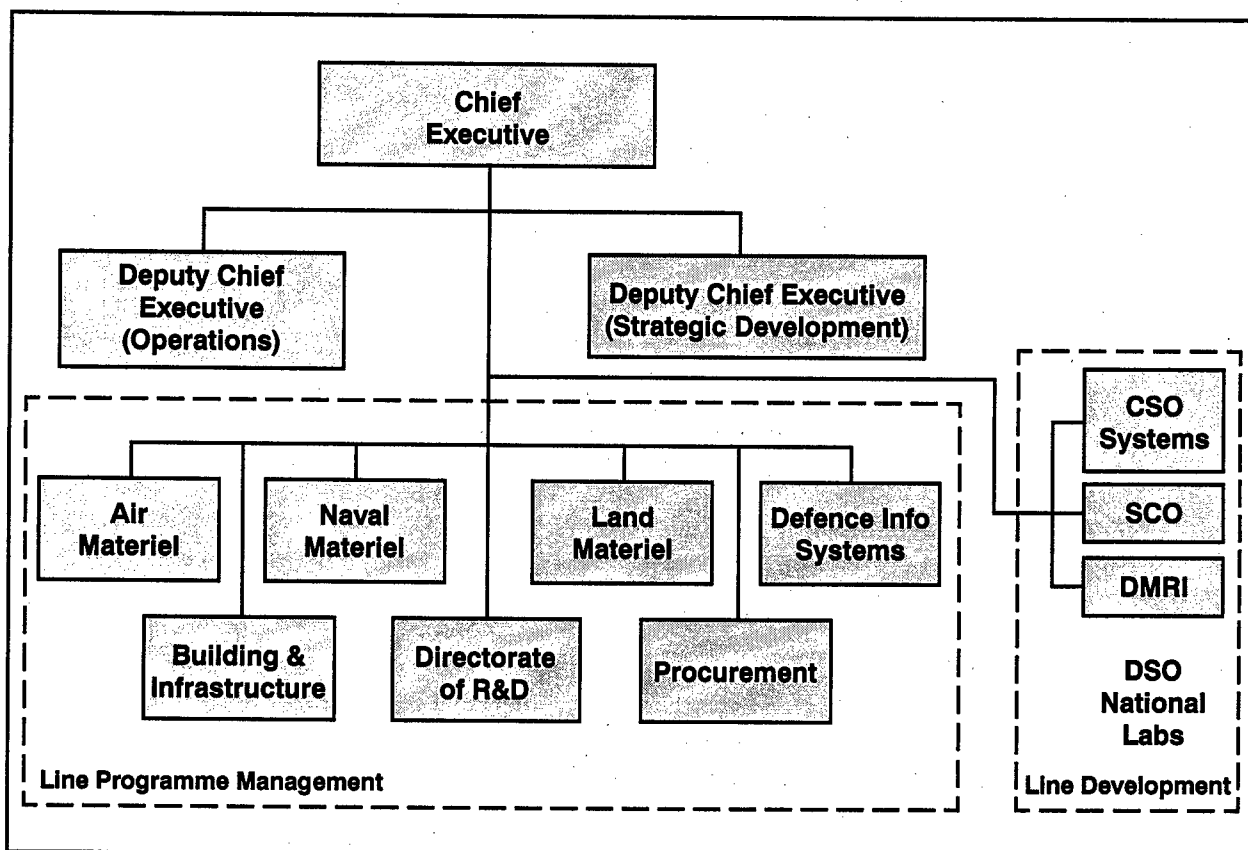 Chief
Executive
Deputy Chief
Executive
(Operations)
Deputy Chief Executive
(Strategic Development)
Air
Materiel
Naval
Materiel
Land
Materiel
Defence Info
Systems
Building &
Infrastructure
Directorate
of R&D
Procurement
Line Programme Management
CSO
Systems
SCO
DMRI
DSO
National
Labs
Line Development